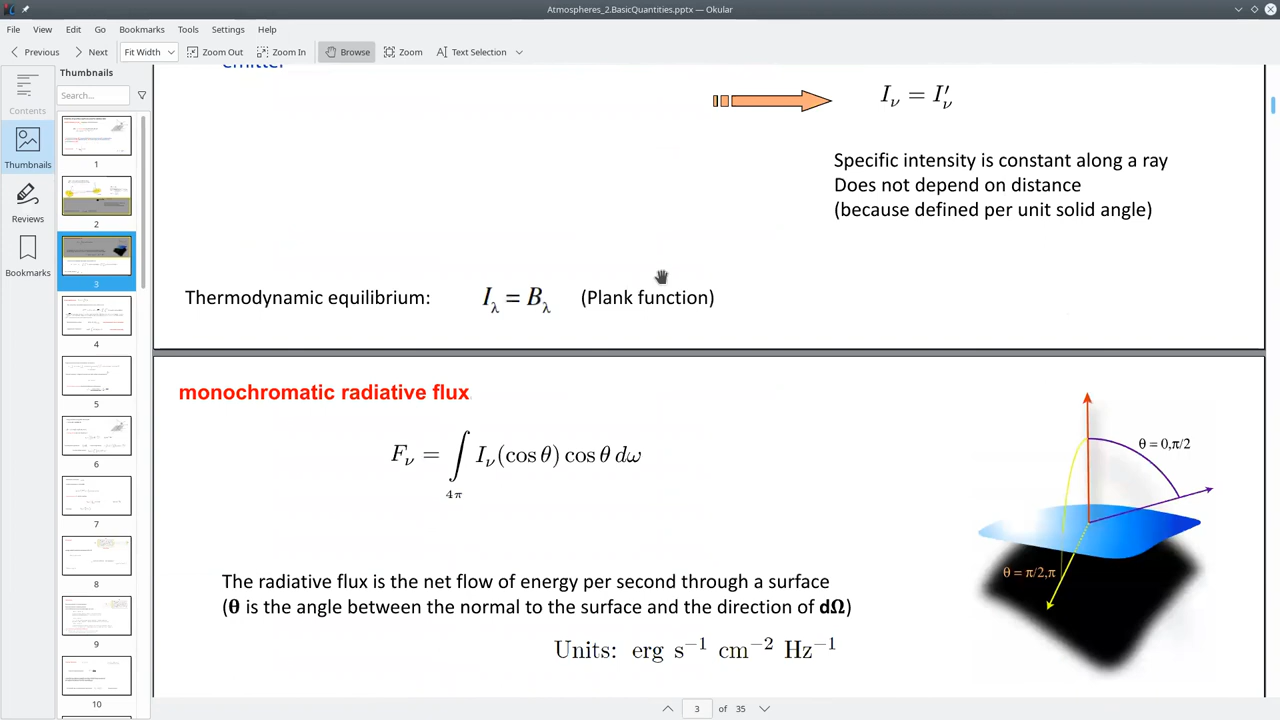 Atmospheres_2.BasicQuantities.pptx — Okular
File View Edit Go Bookmarks Tools Settings Help
Previous Next Fit Width Zoom Out Zoom In Browse Zoom Text Selection
Thumbnails
Search...
Contents
Thumbnails
Reviews
Bookmarks
1
2
3
4
5
6
7
8
9
10
emitter
I_ν = I′_ν
Specific intensity is constant along a ray
Does not depend on distance
(because defined per unit solid angle)
Thermodynamic equilibrium: I_λ = B_λ (Plank function)
monochromatic radiative flux
F_ν = ∫_{4π} I_ν(cos θ) cos θ dω
θ = 0,π/2
θ = π/2,π
The radiative flux is the net flow of energy per second through a surface
(θ is the angle between the normal to the surface and the direction of dΩ)
Units: erg s⁻¹ cm⁻² Hz⁻¹
3 of 35